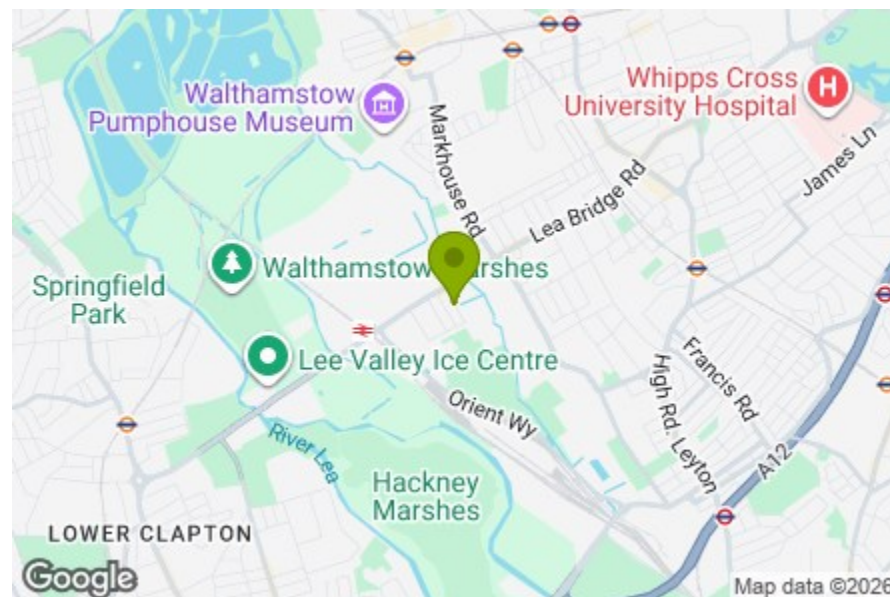 Whipps Cross
University Hospital
H
Walthamstow
Pumphouse Museum
Markhouse Rd
James Ln
Lea Bridge Rd
Walthamstow Marshes
Springfield
Park
Lee Valley Ice Centre
Francis Rd
High Rd. Leyton
Orient Wy
A12
River Lea
Hackney
Marshes
LOWER CLAPTON
Google
Map data ©2026